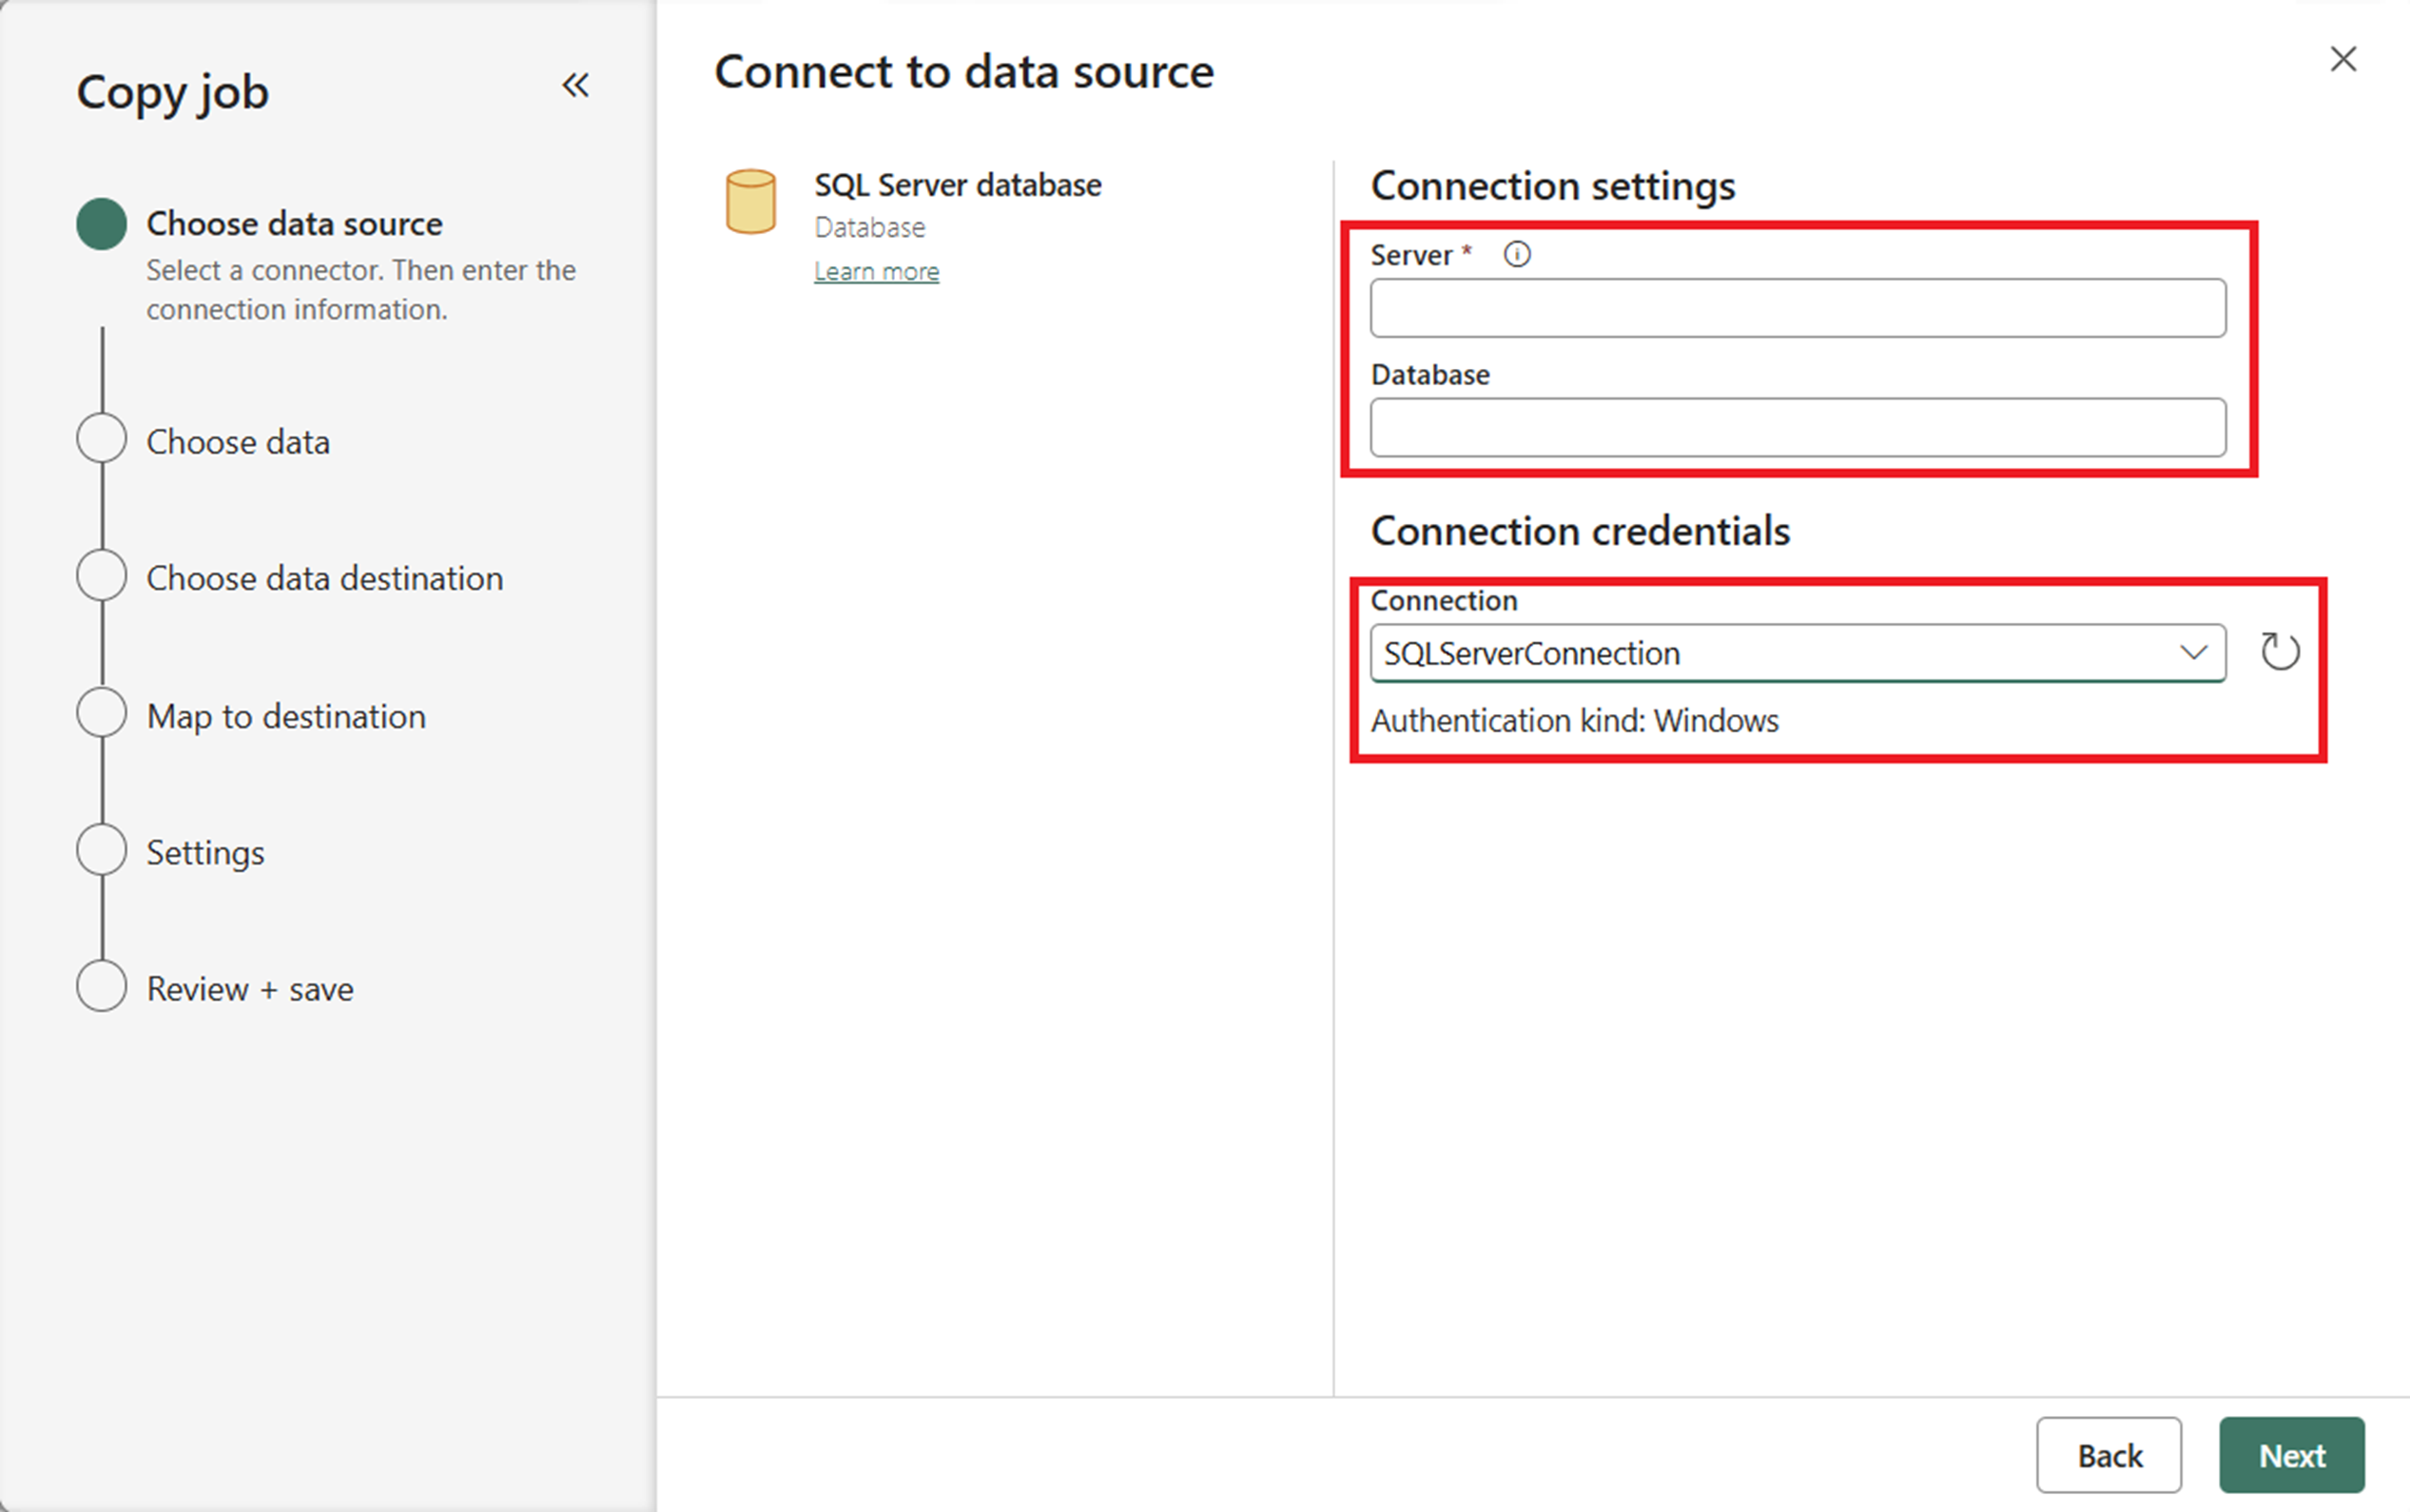 Copy job
Choose data source
Select a connector. Then enter the
connection information.
Choose data
Choose data destination
Map to destination
Settings
Review + save
Connect to data source
SQL Server database
Database
Learn more
Connection settings
Server *
Database
Connection credentials
Connection
SQLServerConnection
Authentication kind: Windows
Back
Next